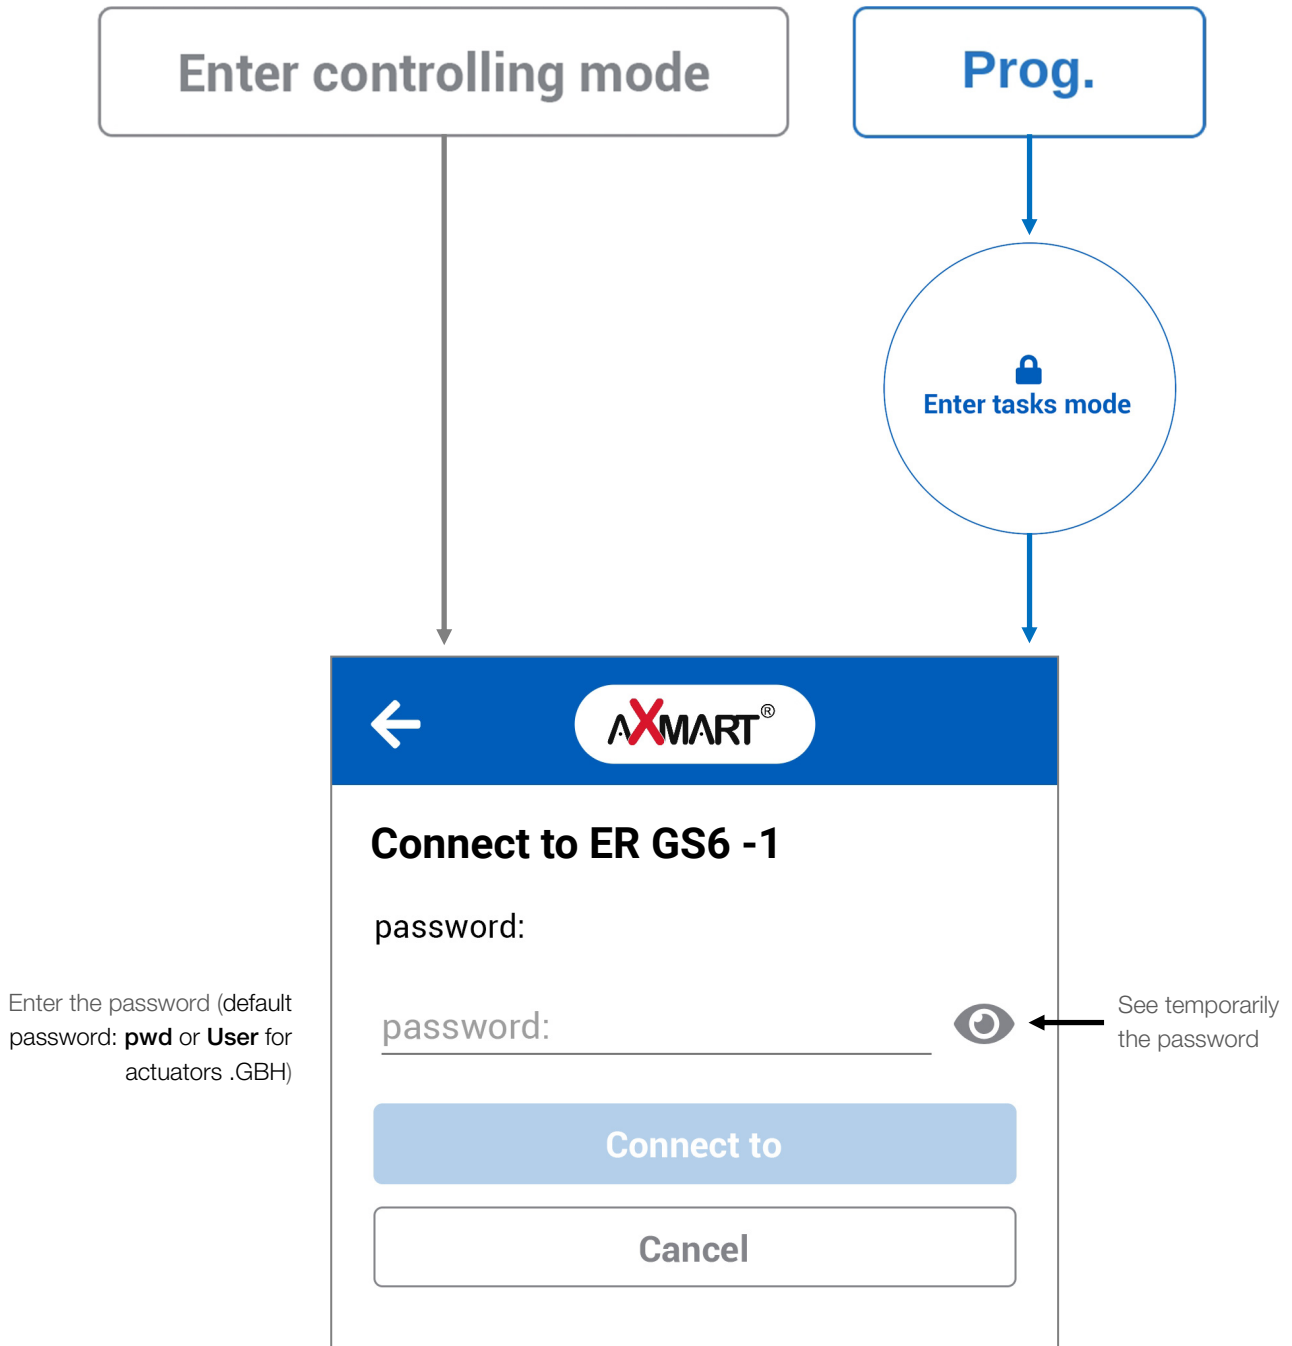 Enter controlling mode
Prog.
Enter tasks mode
AXMART®
Connect to ER GS6 -1
password:
Enter the password (default
password: pwd or User for
actuators .GBH)
password:
See temporarily
the password
Connect to
Cancel